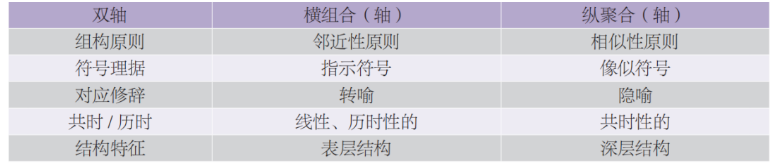 双轴 横组合（轴） 纵聚合（轴）
组构原则 邻近性原则 相似性原则
符号理据 指示符号 像似符号
对应修辞 转喻 隐喻
共时 / 历时 线性、历时性的 共时性的
结构特征 表层结构 深层结构